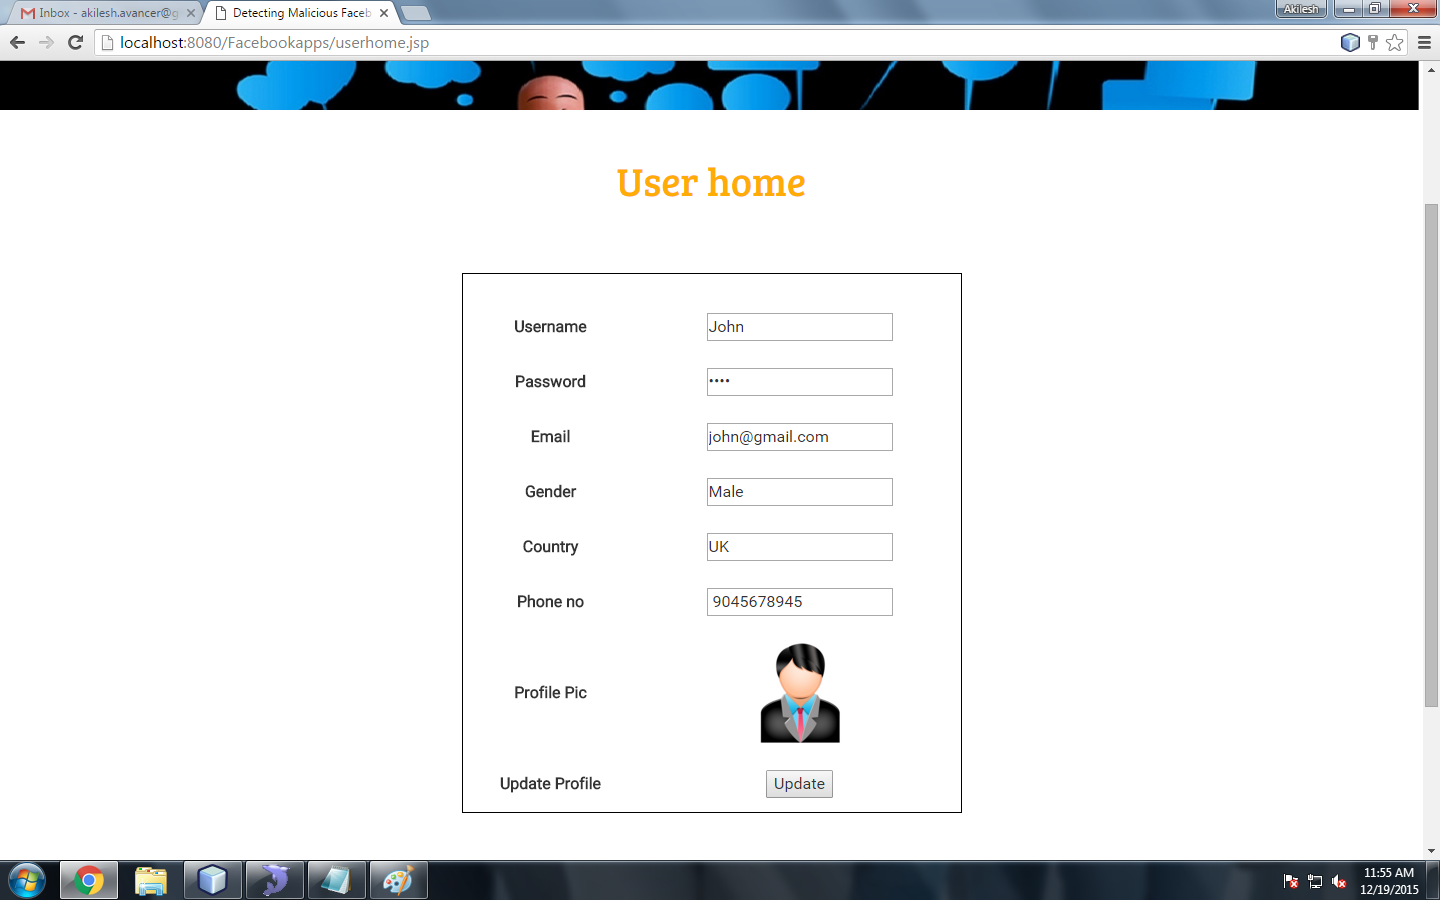 Inbox - akilesh.avancer@g
Detecting Malicious Faceb
Akilesh
localhost:8080/Facebookapps/userhome.jsp
User home
Username John
Password ••••
Email john@gmail.com
Gender Male
Country UK
Phone no 9045678945
Profile Pic
Update Profile Update
11:55 AM
12/19/2015